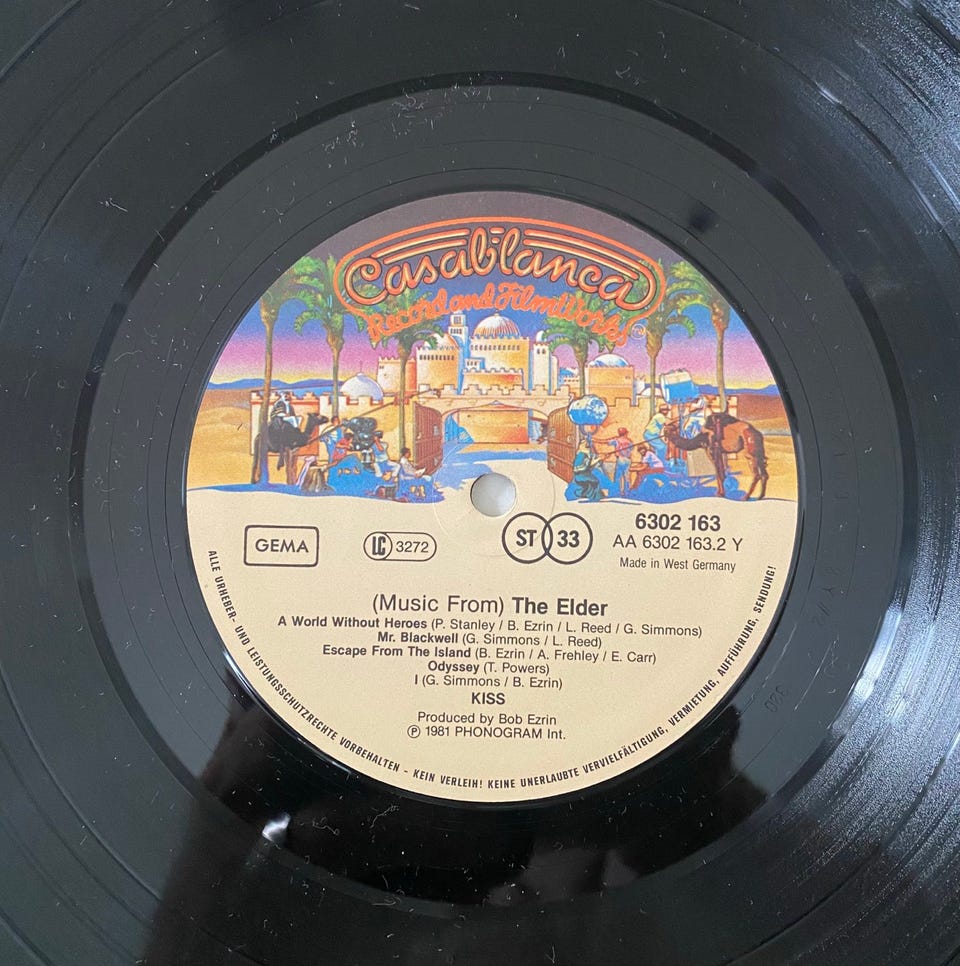 Casablanca
Record and FilmWorks
GEMA
LC 3272
ST 33
6302 163
AA 6302 163.2 Y
Made in West Germany
(Music From) The Elder
A World Without Heroes (P. Stanley / B. Ezrin / L. Reed / G. Simmons)
Mr. Blackwell (G. Simmons / L. Reed)
Escape From The Island (B. Ezrin / A. Frehley / E. Carr)
Odyssey (T. Powers)
I (G. Simmons / B. Ezrin)
KISS
Produced by Bob Ezrin
℗ 1981 PHONOGRAM Int.
ALLE URHEBER- UND LEISTUNGSSCHUTZRECHTE VORBEHALTEN - KEIN VERLEIH! KEINE UNERLAUBTE VERVIELFÄLTIGUNG, VERMIETUNG, AUFFÜHRUNG, SENDUNG!